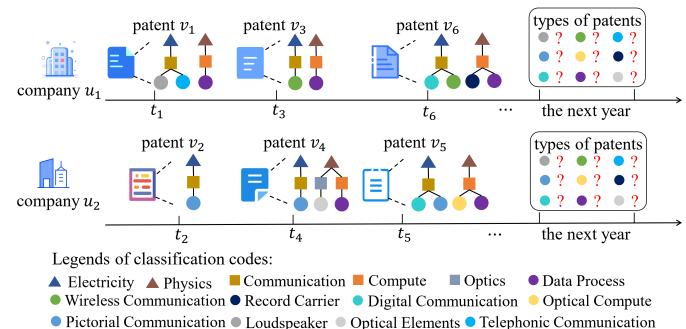 patent v1 patent v3 patent v6 types of patents
? ? ?
? ? ?
? ? ?
company u1
t1 t3 t6 ... the next year
patent v2 patent v4 patent v5 types of patents
? ? ?
? ? ?
? ? ?
company u2
t2 t4 t5 ... the next year
Legends of classification codes:
Electricity Physics Communication Compute Optics Data Process
Wireless Communication Record Carrier Digital Communication Optical Compute
Pictorial Communication Loudspeaker Optical Elements Telephonic Communication